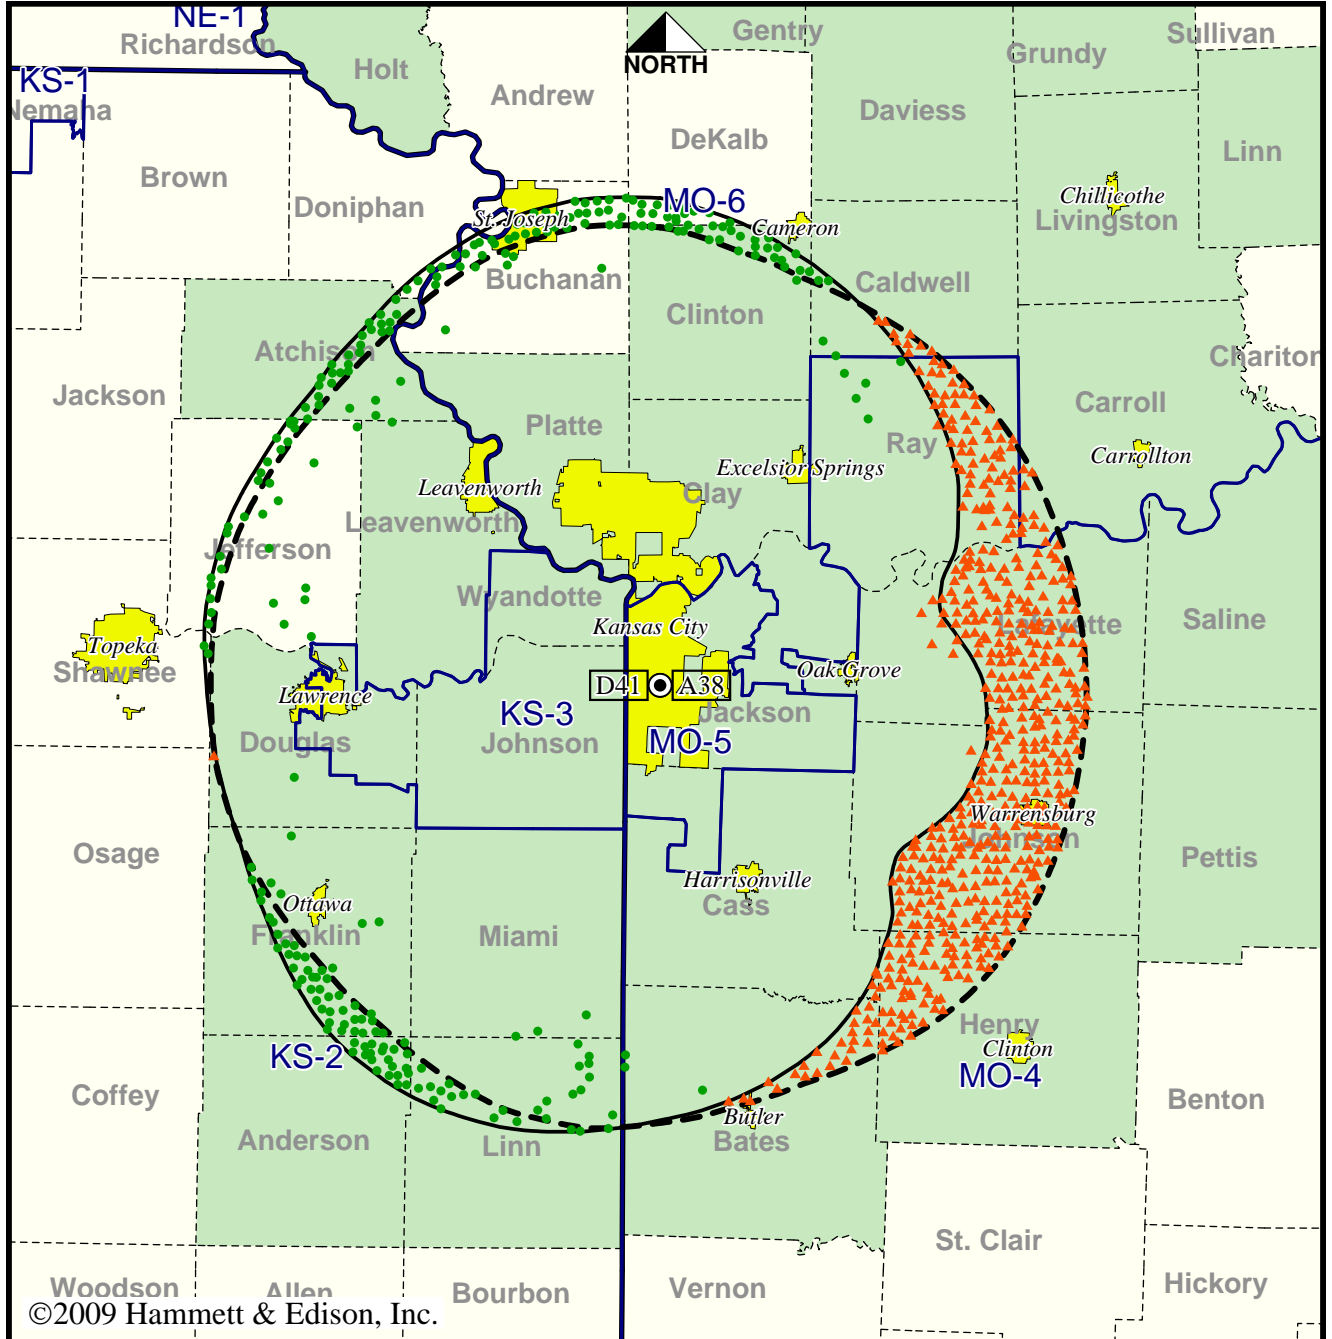 NE-1
Richardson
Holt
Gentry
Sullivan
Grundy
NORTH
KS-1
Nemaha
Andrew
Daviess
DeKalb
Linn
Brown
Doniphan
MO-6
Chillicothe
Livingston
St. Joseph
Cameron
Buchanan
Caldwell
Clinton
Atchison
Chariton
Jackson
Carroll
Platte
Ray
Carrollton
Excelsior Springs
Leavenworth
Clay
Leavenworth
Jefferson
Wyandotte
Kansas City
Lafayette
Saline
Topeka
Shawnee
Oak Grove
D41
A38
Lawrence
KS-3
Jackson
Douglas
Johnson
MO-5
Warrensburg
Johnson
Osage
Pettis
Harrisonville
Cass
Ottawa
Franklin
Miami
Henry
KS-2
Clinton
MO-4
Coffey
Benton
Butler
Anderson
Linn
Bates
St. Clair
Woodson
Allen
Bourbon
Vernon
Hickory
©2009 Hammett & Edison, Inc.